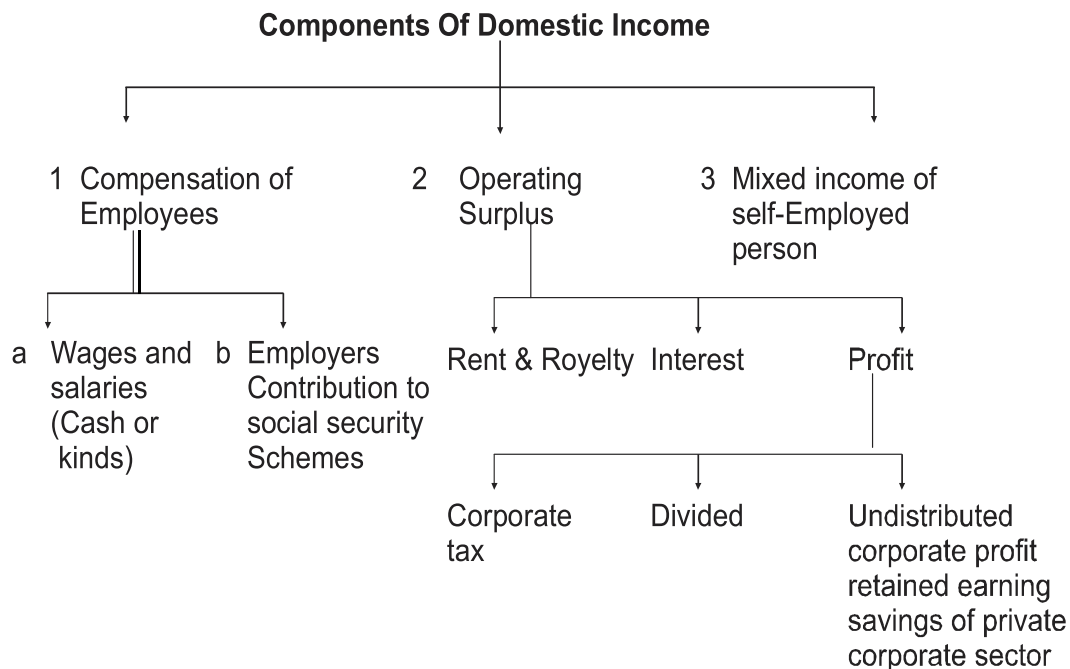 Components Of Domestic Income
1 Compensation of
Employees
2 Operating
Surplus
3 Mixed income of
self-Employed
person
a Wages and
salaries
(Cash or
kinds)
b Employers
Contribution to
social security
Schemes
Rent & Royelty
Interest
Profit
Corporate
tax
Divided
Undistributed
corporate profit
retained earning
savings of private
corporate sector